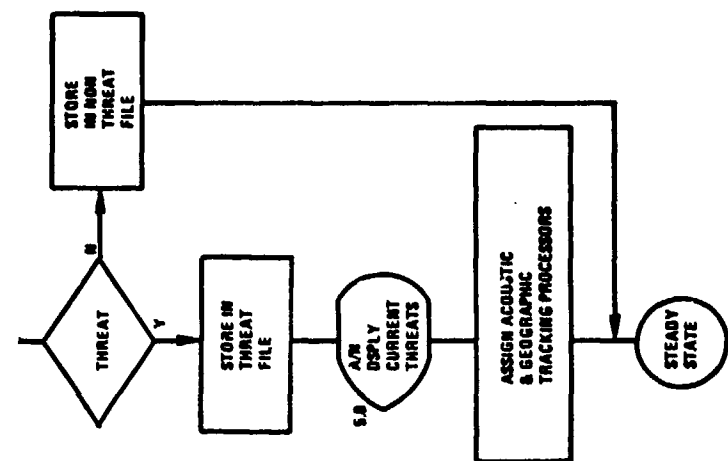 THREAT
N
Y
STORE
IN NON
THREAT
FILE
STORE IN
THREAT
FILE
5.0
A/N
DSPLY
CURRENT
THREATS
ASSIGN ACOUSTIC
& GEOGRAPHIC
TRACKING PROCESSORS
STEADY
STATE